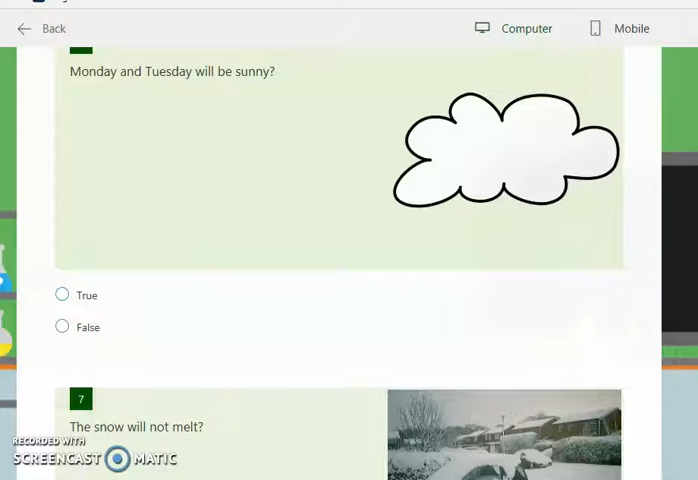 Back
Computer
Mobile
Monday and Tuesday will be sunny?
True
False
7
The snow will not melt?
RECORDED WITH
SCREENCAST MATIC